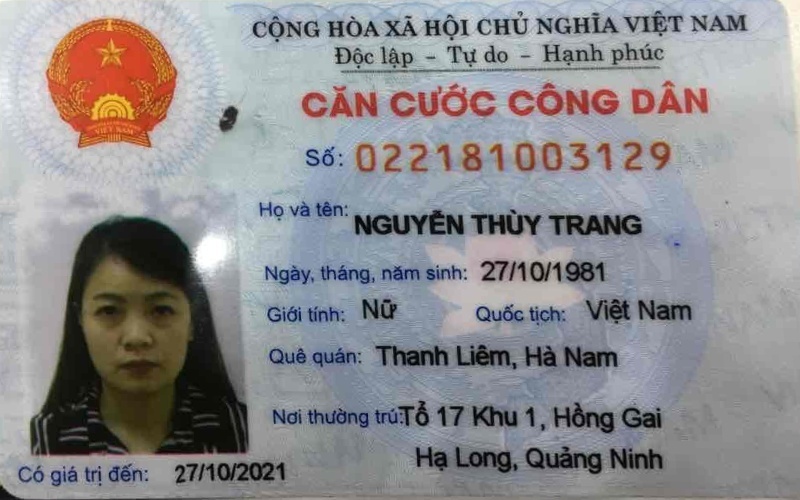 CỘNG HÒA XÃ HỘI CHỦ NGHĨA VIỆT NAM
Độc lập - Tự do - Hạnh phúc
CĂN CƯỚC CÔNG DÂN
Số: 022181003129
Họ và tên: NGUYỄN THÙY TRANG
Ngày, tháng, năm sinh: 27/10/1981
Giới tính: Nữ Quốc tịch: Việt Nam
Quê quán: Thanh Liêm, Hà Nam
Nơi thường trú: Tổ 17 Khu 1, Hồng Gai
Hạ Long, Quảng Ninh
Có giá trị đến: 27/10/2021
VIỆT NAM